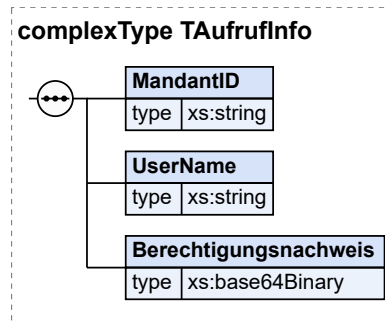 complexType TAufrufInfo
MandantID
type xs:string
UserName
type xs:string
Berechtigungsnachweis
type xs:base64Binary